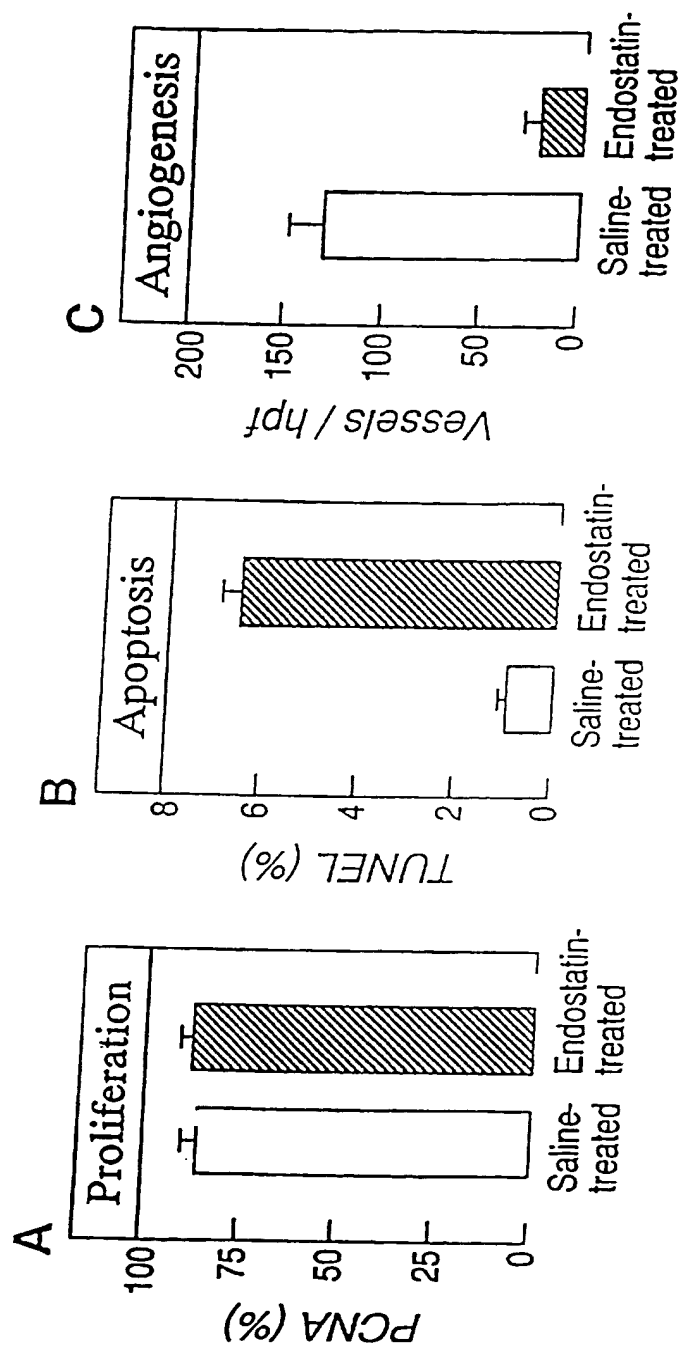 A
Proliferation
PCNA (%)
100
75
50
25
0
Saline-
treated
Endostatin-
treated
B
Apoptosis
TUNEL (%)
8
6
4
2
0
Saline-
treated
Endostatin-
treated
C
Angiogenesis
Vessels / hpf
200
150
100
50
0
Saline-
treated
Endostatin-
treated